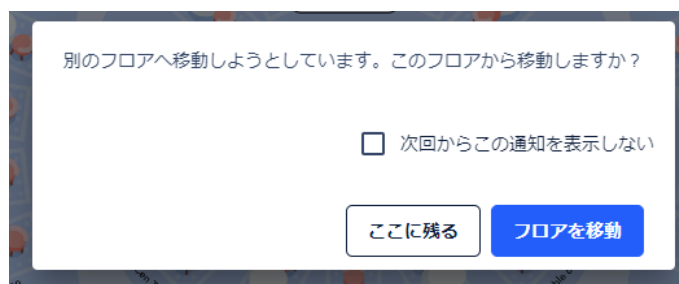 別のフロアへ移動しようとしています。このフロアから移動しますか？
次回からこの通知を表示しない
ここに残る
フロアを移動